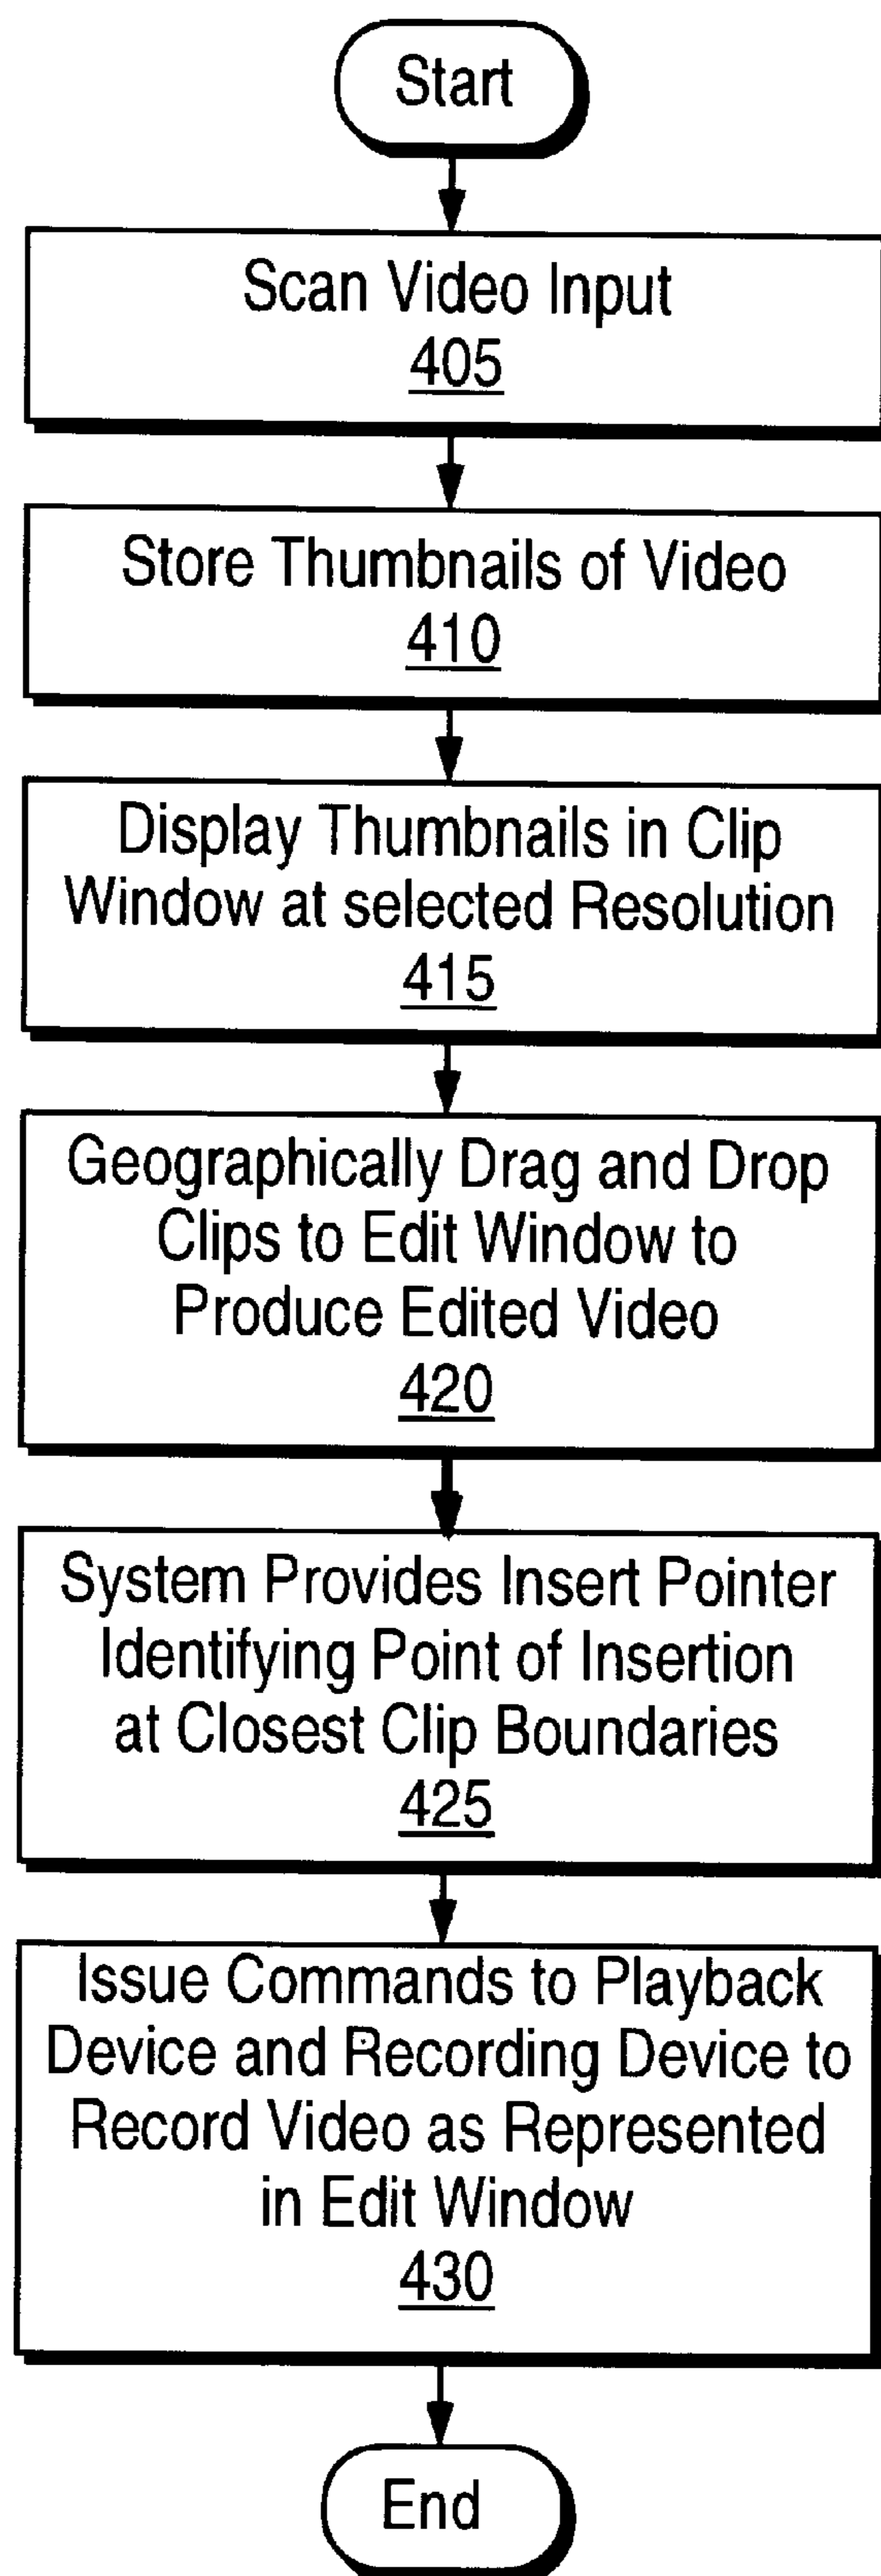 Start
Scan Video Input
405
Store Thumbnails of Video
410
Display Thumbnails in Clip
Window at selected Resolution
415
Geographically Drag and Drop
Clips to Edit Window to
Produce Edited Video
420
System Provides Insert Pointer
Identifying Point of Insertion
at Closest Clip Boundaries
425
Issue Commands to Playback
Device and Recording Device to
Record Video as Represented
in Edit Window
430
End